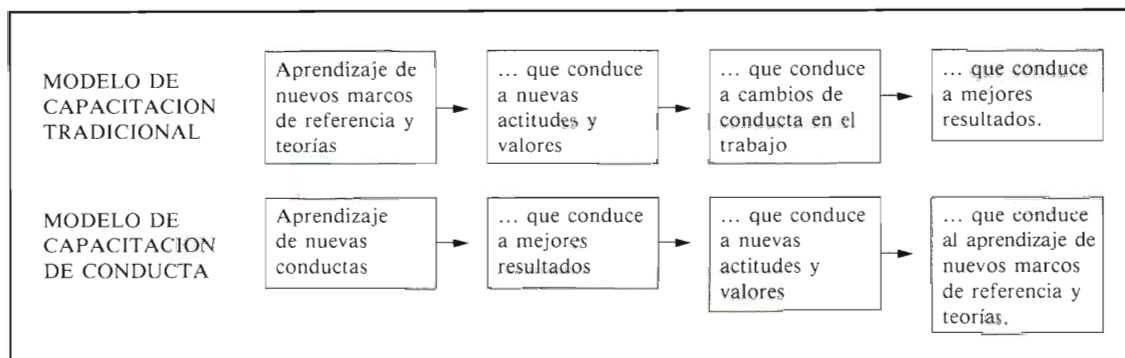 MODELO DE
CAPACITACION
TRADICIONAL
Aprendizaje de
nuevos marcos
de referencia y
teorías
... que conduce
a nuevas
actitudes y
valores
... que conduce
a cambios de
conducta en el
trabajo
... que conduce
a mejores
resultados.
MODELO DE
CAPACITACION
DE CONDUCTA
Aprendizaje
de nuevas
conductas
... que conduce
a mejores
resultados
... que conduce
a nuevas
actitudes y
valores
... que conduce
al aprendizaje de
nuevos marcos
de referencia y
teorías.